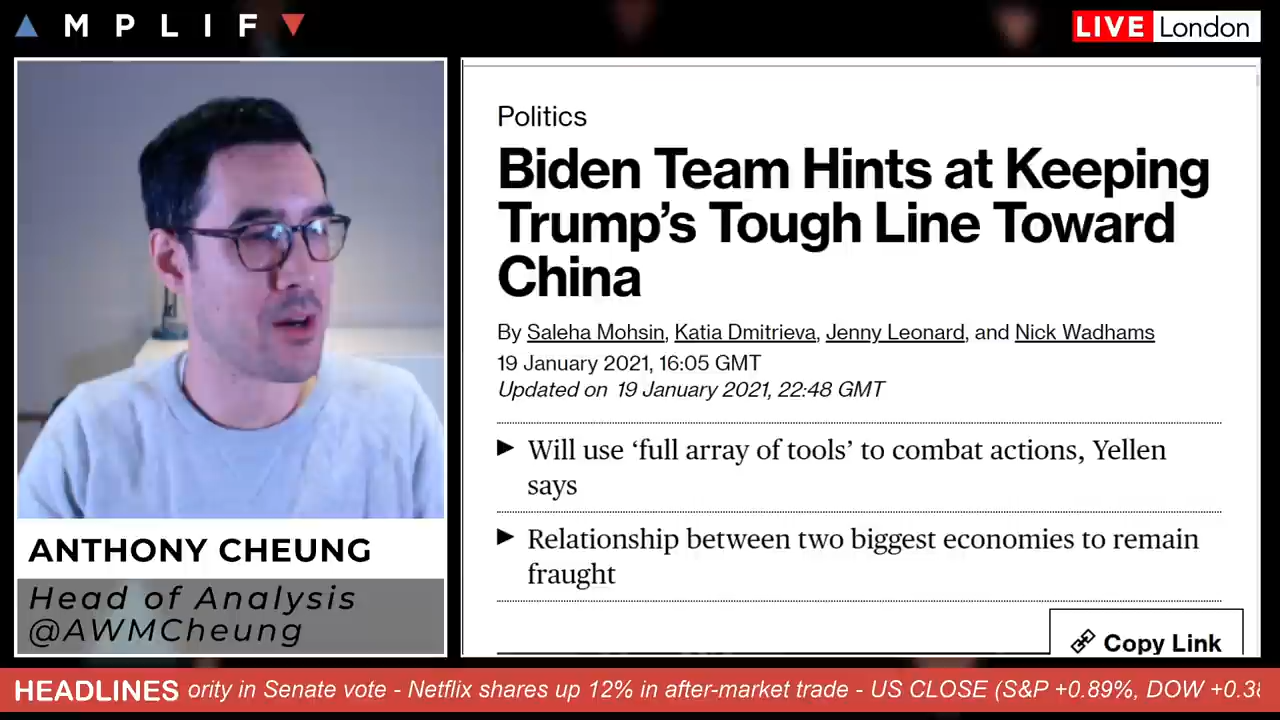 ▲ M P L I F ▼
LIVE London
Politics
Biden Team Hints at Keeping
Trump’s Tough Line Toward
China
By Saleha Mohsin, Katia Dmitrieva, Jenny Leonard, and Nick Wadhams
19 January 2021, 16:05 GMT
Updated on 19 January 2021, 22:48 GMT
Will use ‘full array of tools’ to combat actions, Yellen
says
Relationship between two biggest economies to remain
fraught
Copy Link
ANTHONY CHEUNG
Head of Analysis
@AWMCheung
HEADLINES ority in Senate vote - Netflix shares up 12% in after-market trade - US CLOSE (S&P +0.89%, DOW +0.3